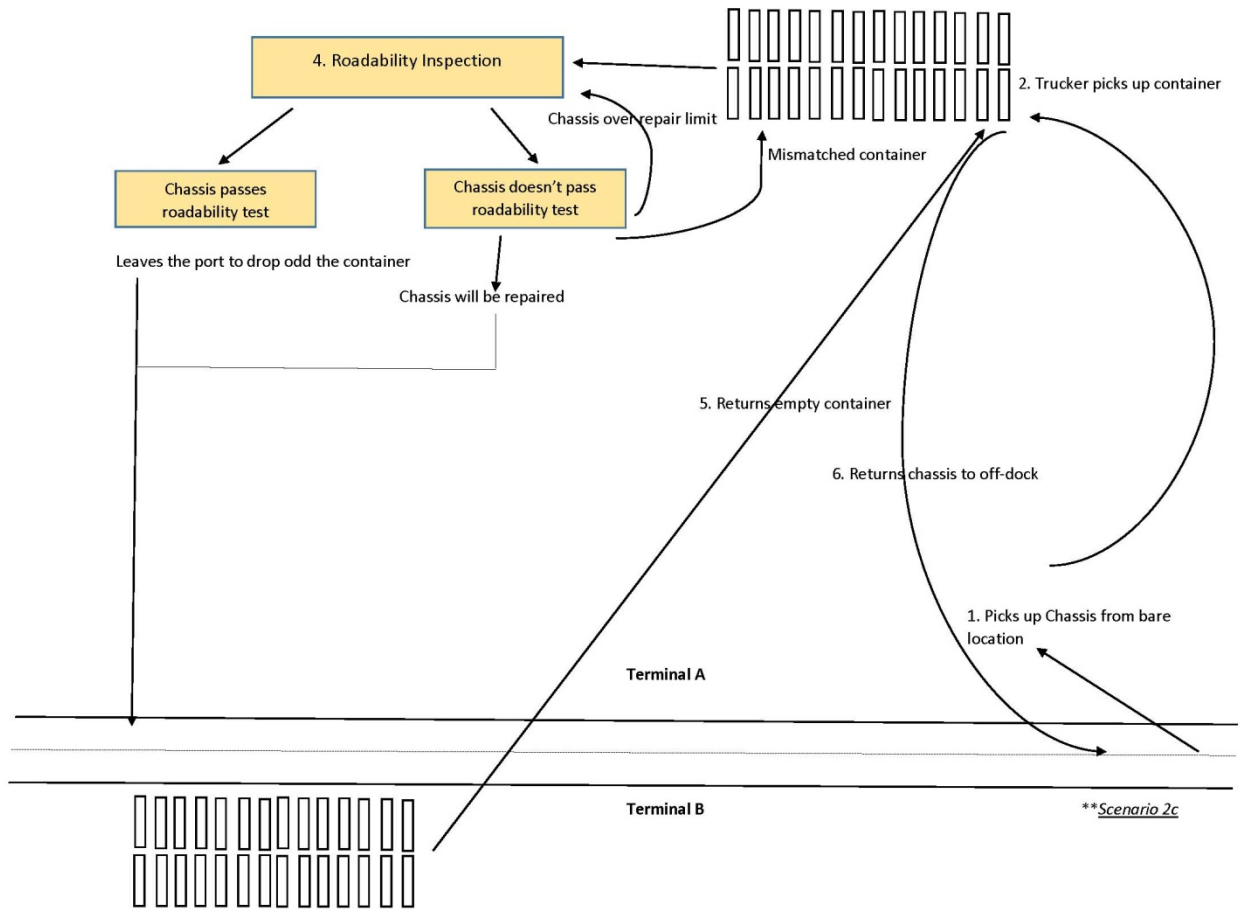 4. Roadability Inspection
2. Trucker picks up container
Chassis over repair limit
Mismatched container
Chassis passes
roadability test
Chassis doesn’t pass
roadability test
Leaves the port to drop odd the container
Chassis will be repaired
5. Returns empty container
6. Returns chassis to off-dock
1. Picks up Chassis from bare
location
Terminal A
Terminal B
**Scenario 2c